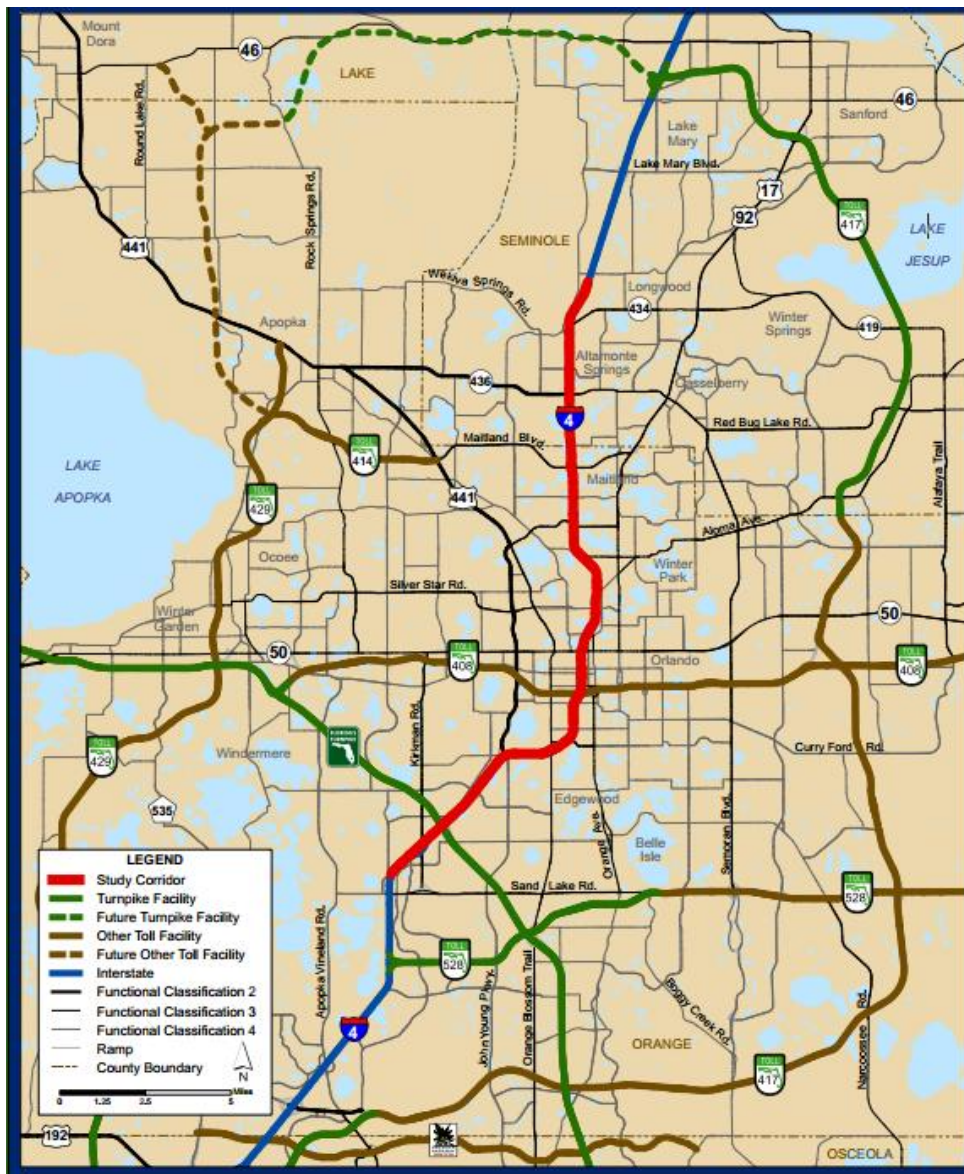 Mount
Dora
46
LAKE
Round Lake Rd.
Rock Springs Rd.
441
SEMINOLE
Wekiva Springs
Rd.
Lake
Mary
Lake Mary Blvd.
46
Sanford
17
92
TOLL
417
LAKE
JESUP
Longwood
434
Winter
Springs
419
Apopka
Altamonte
Springs
436
Casselberry
4
Red Bug Lake Rd.
Maitland Blvd.
TOLL
414
Maitland
441
Alafaya Trail
LAKE
APOPKA
TOLL
429
Aloma Ave.
Ocoee
Winter
Park
Silver Star Rd.
Winter
Garden
50
50
TOLL
408
Orlando
TOLL
408
Kirkman Rd.
Windermere
TOLL
429
Curry Ford Rd.
535
Edgewood
Orange Ave.
Semoran Blvd.
Belle
Isle
Sand Lake Rd.
TOLL
528
TOLL
528
Apopka Vineland Rd.
John Young Pkwy.
Orange Blossom Trail
Boggy Creek Rd.
Narcoossee Rd.
4
ORANGE
TOLL
417
192
OSCEOLA
LEGEND
Study Corridor
Turnpike Facility
Future Turnpike Facility
Other Toll Facility
Future Other Toll Facility
Interstate
Functional Classification 2
Functional Classification 3
Functional Classification 4
Ramp
County Boundary
N
Miles
0 1.25 2.5 5